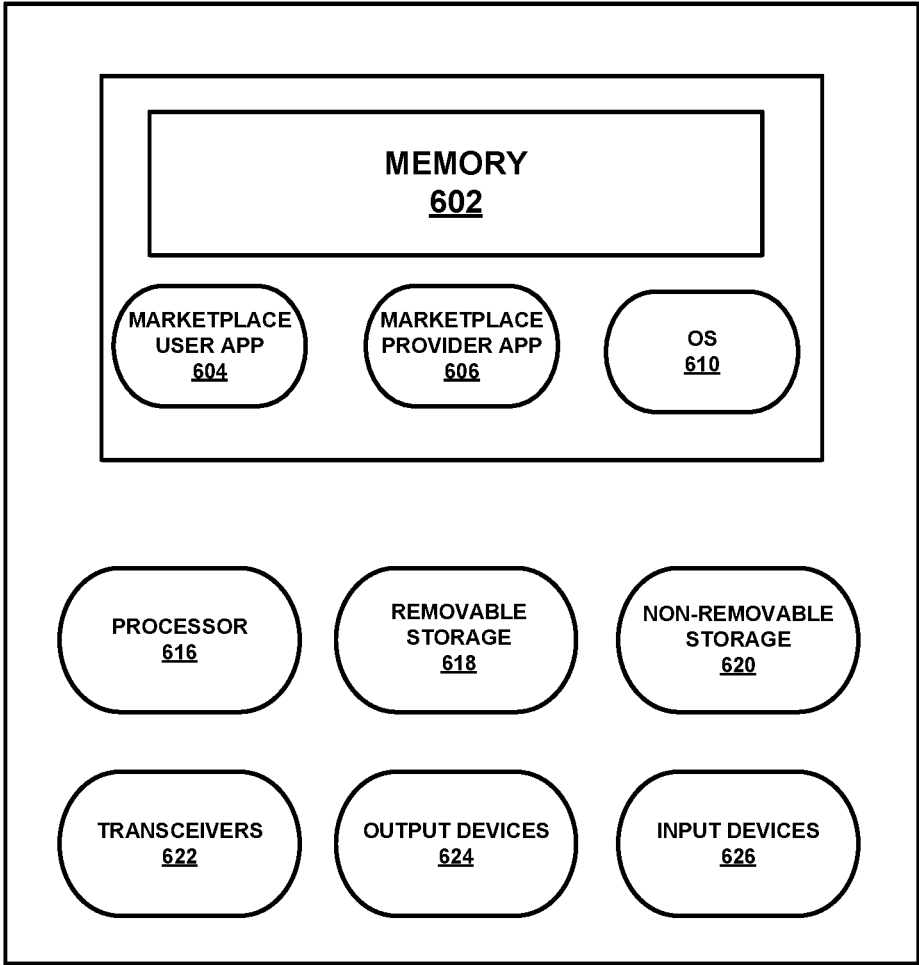 MEMORY
602
MARKETPLACE
USER APP
604
MARKETPLACE
PROVIDER APP
606
OS
610
PROCESSOR
616
REMOVABLE
STORAGE
618
NON-REMOVABLE
STORAGE
620
TRANSCEIVERS
622
OUTPUT DEVICES
624
INPUT DEVICES
626